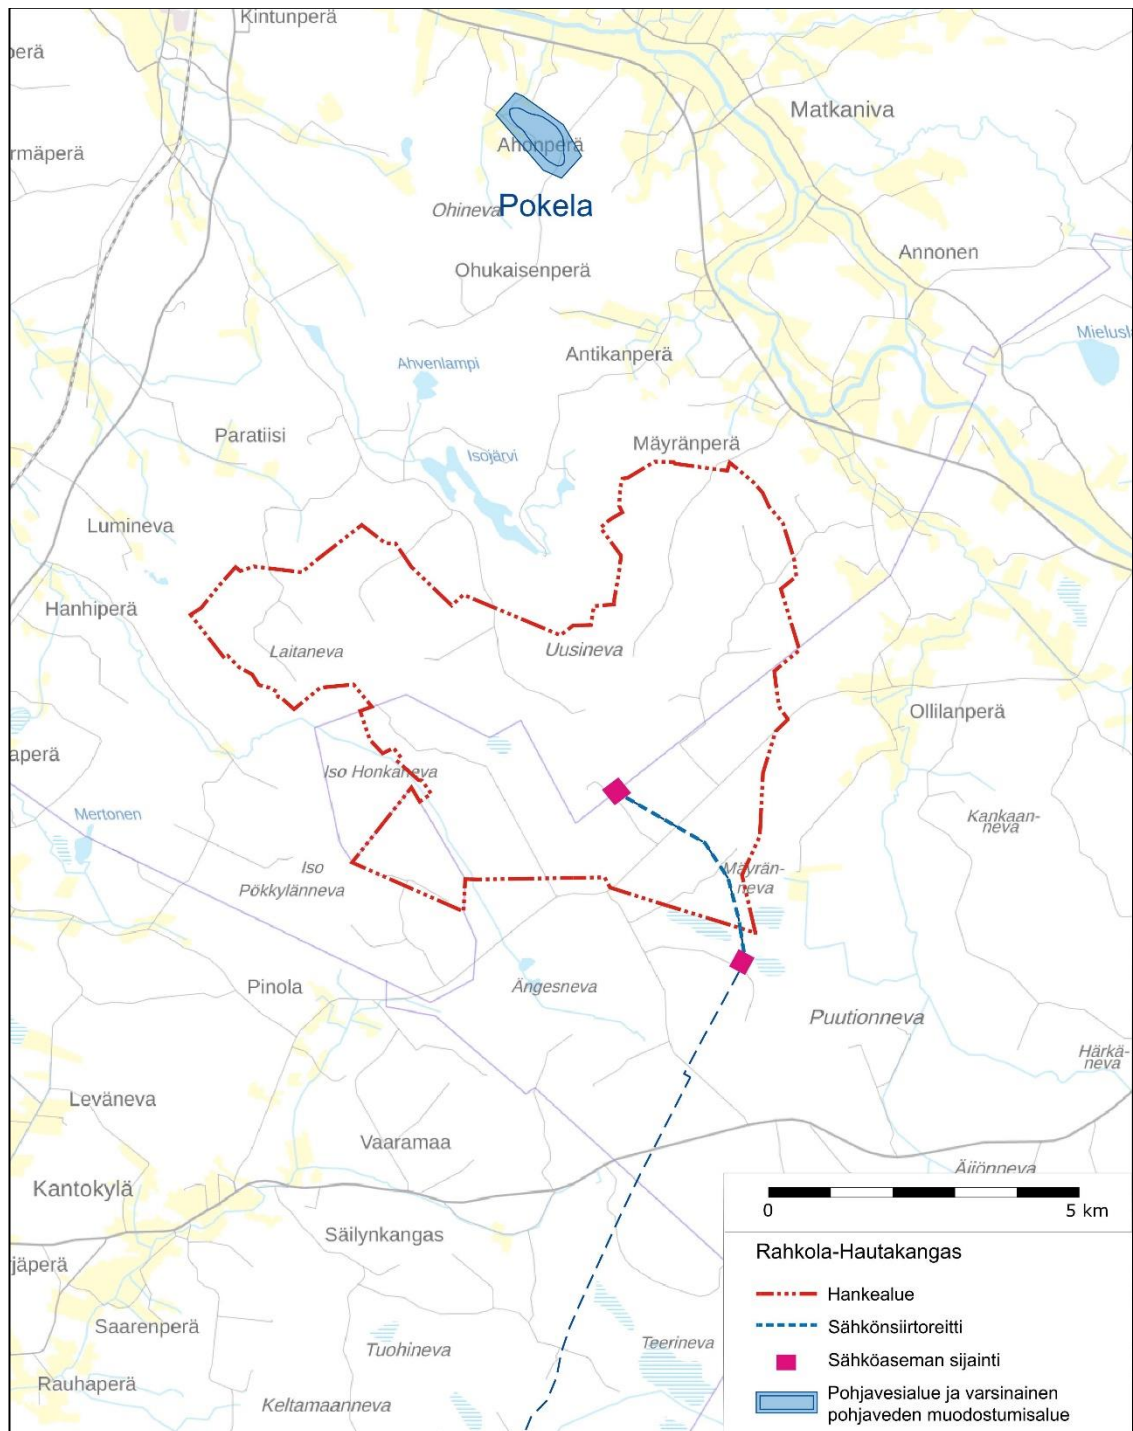 Kintunperä
perä
Matkaniva
rmäperä
Ahonperä
Ohineva
Pokela
Annonen
Ohukaisenperä
Mielusla
Antikanperä
Ahvenlampi
Paratiisi
Mäyränperä
Isojärvi
Lumineva
Hanhiperä
Laitaneva
Uusineva
Ollilanperä
aperä
Iso Honkaneva
Mertonen
Kankaan-
neva
Iso
Pökkylänneva
Mäyrän-
neva
Pinola
Ängesneva
Puutionneva
Härkä-
neva
Leväneva
Vaaramaa
Äijönneva
Kantokylä
Säilynkangas
jäperä
Saarenperä
Tuohineva
Teerineva
Rauhaperä
Keltamaanneva
0 5 km
Rahkola-Hautakangas
Hankealue
Sähkönsiirtoreitti
Sähköaseman sijainti
Pohjavesialue ja varsinainen
pohjaveden muodostumisalue